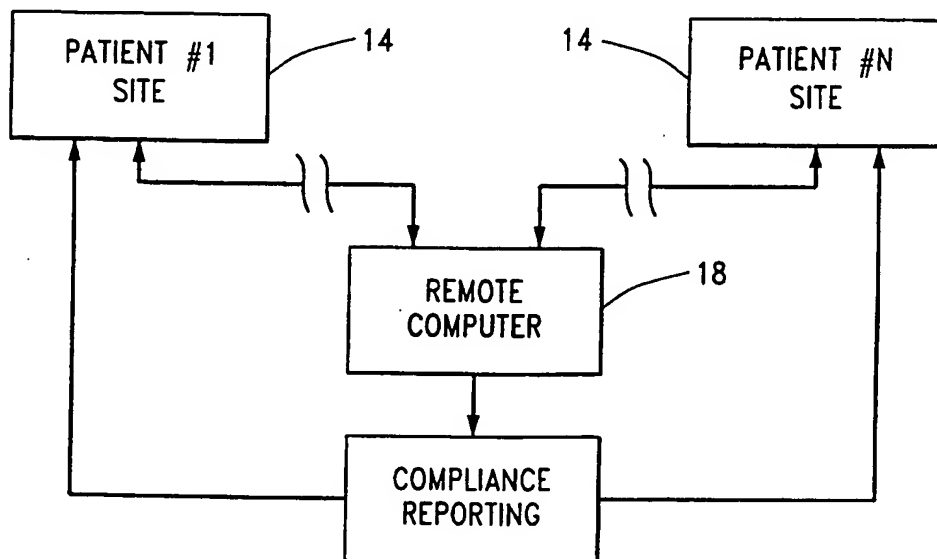 PATIENT #1
SITE
14
14
PATIENT #N
SITE
REMOTE
COMPUTER
18
COMPLIANCE
REPORTING